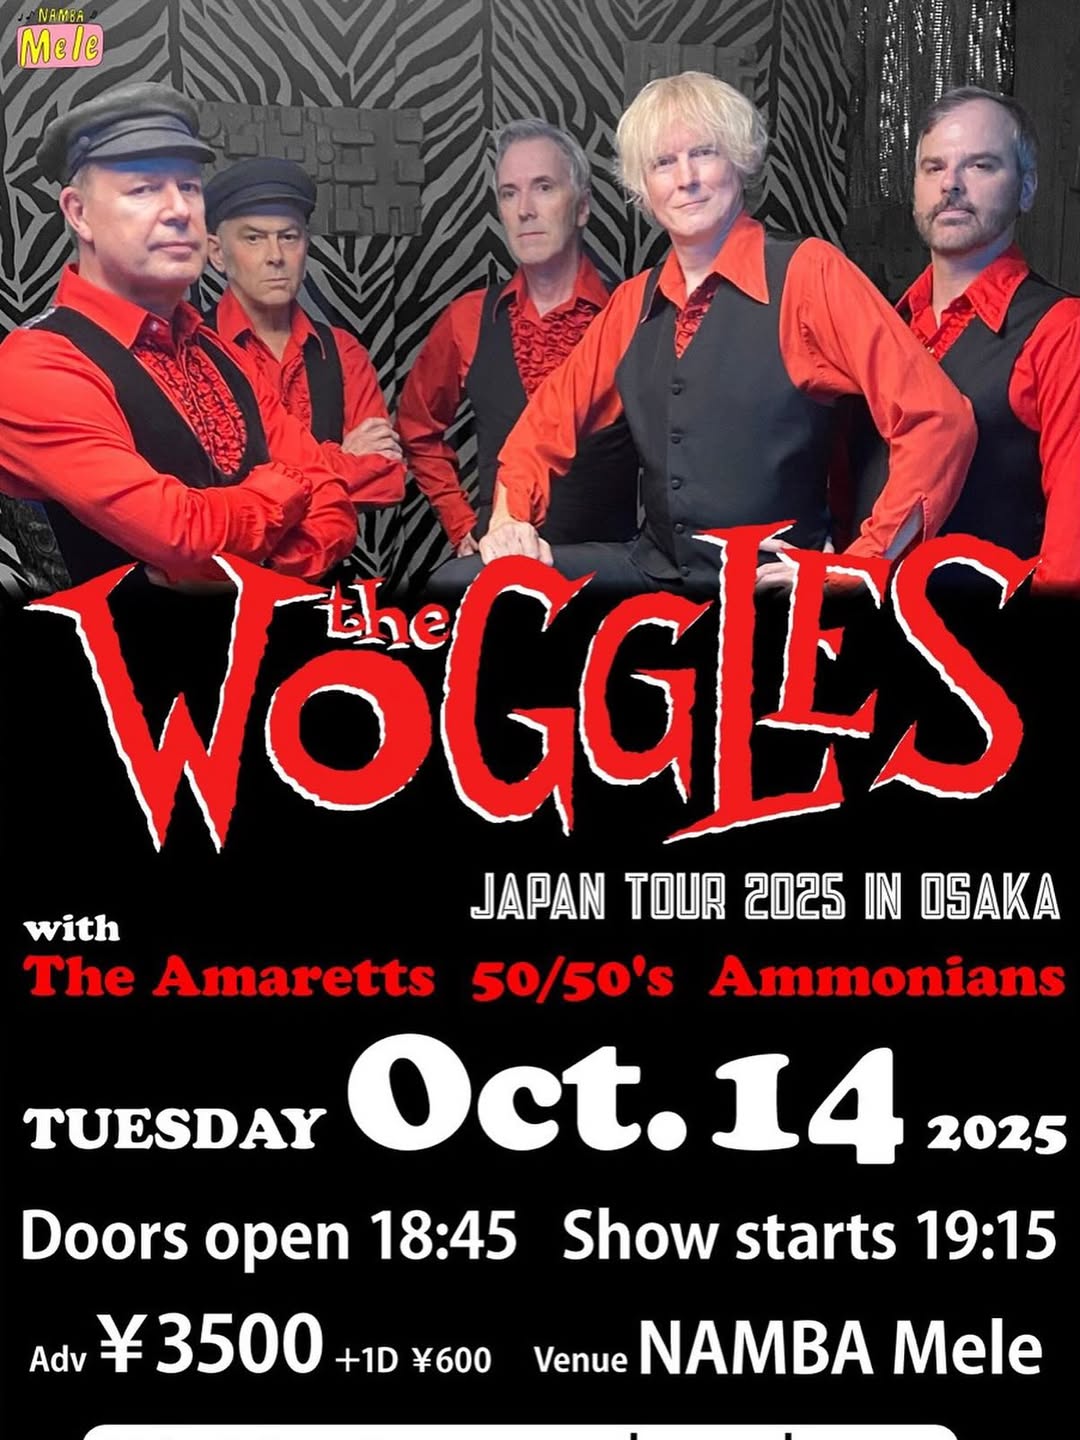 NAMBA
Mele
the
WOGGLES
JAPAN TOUR 2025 IN OSAKA
with
The Amaretts 50/50's Ammonians
TUESDAY Oct. 14 2025
Doors open 18:45 Show starts 19:15
Adv ¥3500 +1D ¥600 Venue NAMBA Mele